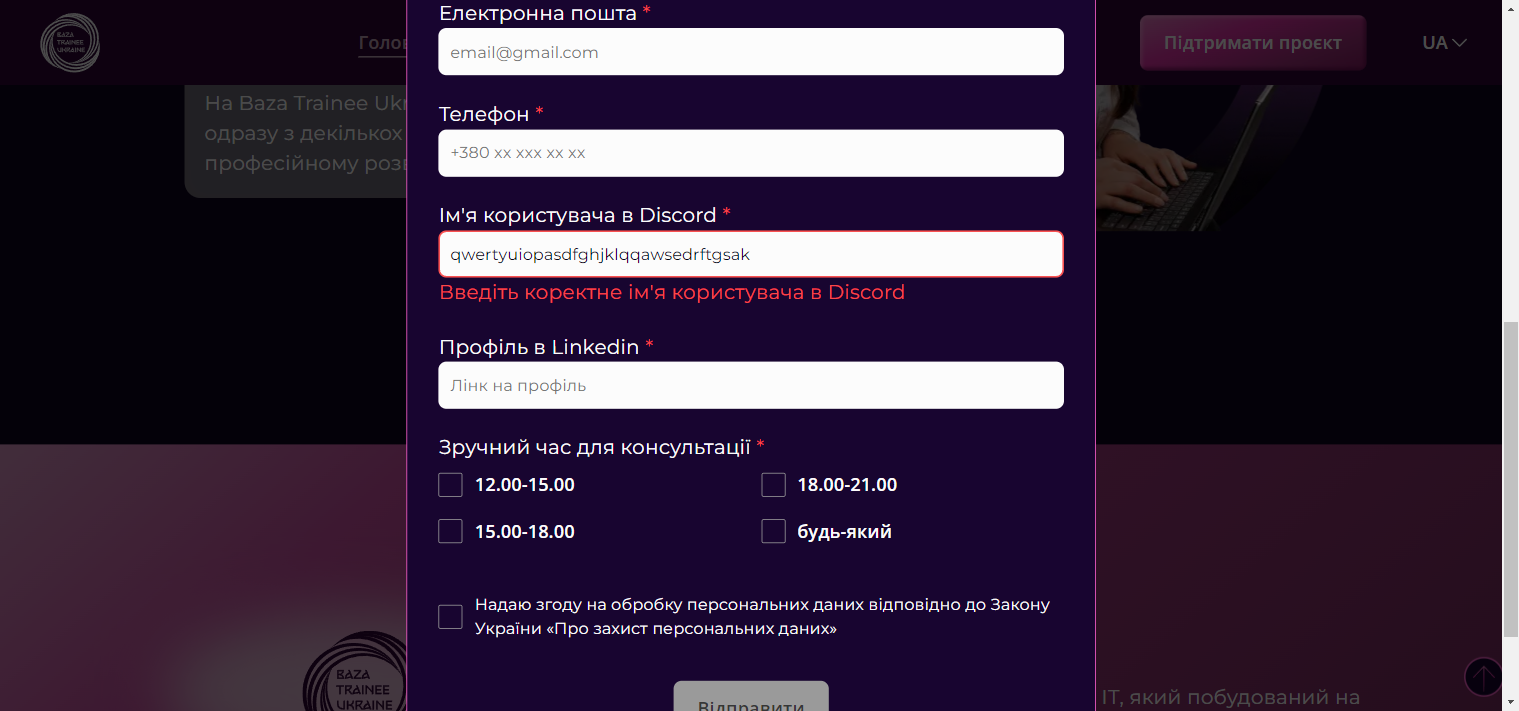 Електронна пошта *
email@gmail.com
BAZA
TRAINEE
UKRAINE
Підтримати проєкт
UA
На Baza Trainee
одразу з декількох
професійному
Телефон *
+380 xx xxx xx xx
Ім'я користувача в Discord *
qwertyuiopasdfghjklqqawsedrftgsak
Введіть коректне ім'я користувача в Discord
Профіль в Linkedin *
Лінк на профіль
Зручний час для консультації *
12.00-15.00
18.00-21.00
15.00-18.00
будь-який
Надаю згоду на обробку персональних даних відповідно до Закону
України «Про захист персональних даних»
BAZA
TRAINEE
UKRAINE
Відправити
ІТ, який побудований на